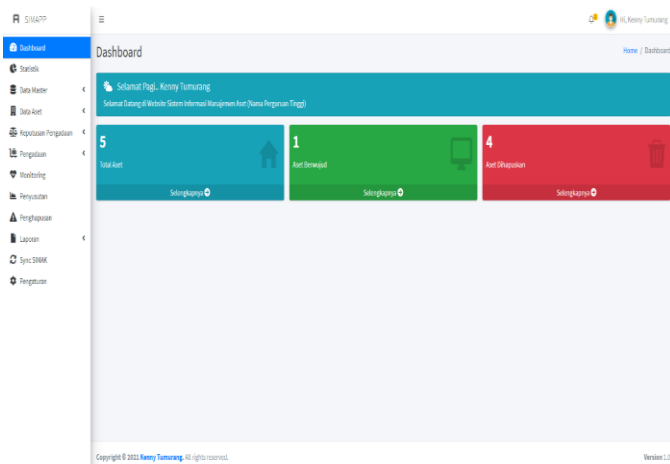 SIMAPP
Hi, Kenny Tumurang
Dashboard
Statistik
Data Master
Data Aset
Keputusan Pengadaan
Pengadaan
Monitoring
Penyusutan
Penghapusan
Laporan
Sync SIMAK
Pengaturan
Dashboard
Home / Dashboard
Selamat Pagi.. Kenny Tumurang
Selamat Datang di Website Sistem Informasi Manajemen Aset (Nama Perguruan Tinggi)
5
Total Aset
Selengkapnya
1
Aset Berwujud
Selengkapnya
4
Aset Dihapuskan
Selengkapnya
Copyright © 2021 Kenny Tumurang. All rights reserved.
Version 1.0